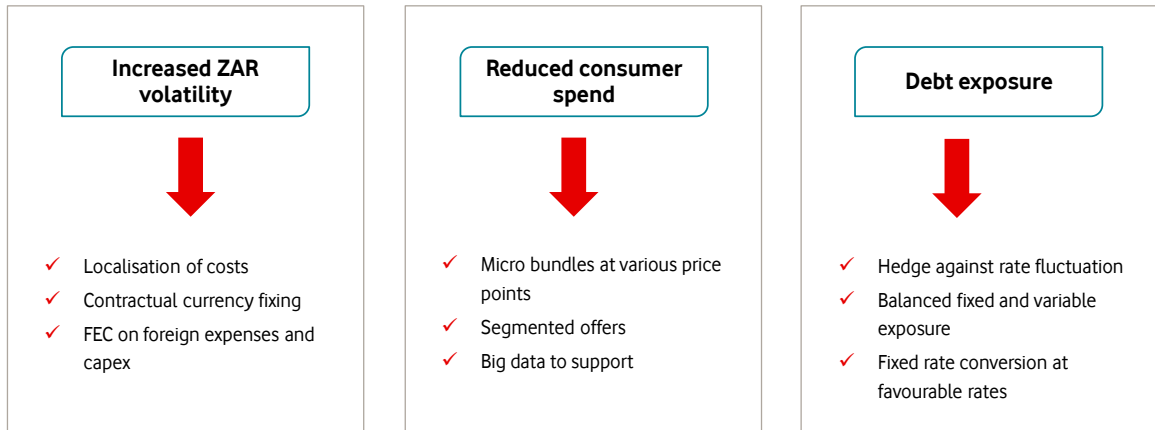 Increased ZAR
volatility
✓ Localisation of costs
✓ Contractual currency fixing
✓ FEC on foreign expenses and
capex
Reduced consumer
spend
✓ Micro bundles at various price
points
✓ Segmented offers
✓ Big data to support
Debt exposure
✓ Hedge against rate fluctuation
✓ Balanced fixed and variable
exposure
✓ Fixed rate conversion at
favourable rates